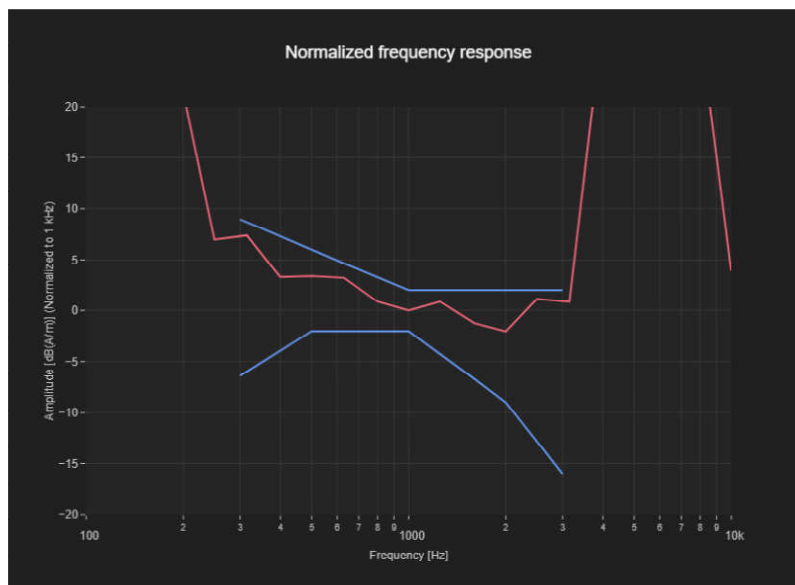 Normalized frequency response
Amplitude [dB(A/m)] (Normalized to 1 kHz)
20
15
10
5
0
−5
−10
−15
−20
100 2 3 4 5 6 7 8 9 1000 2 3 4 5 6 7 8 9 10k
Frequency [Hz]